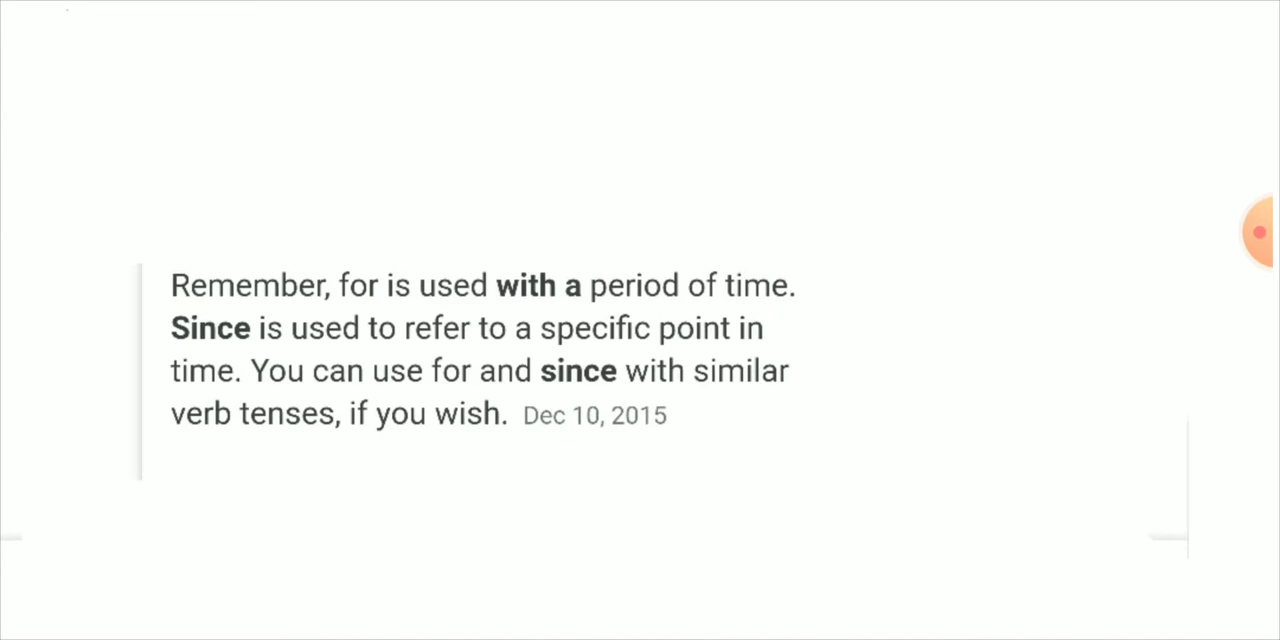 Remember, for is used with a period of time.
Since is used to refer to a specific point in
time. You can use for and since with similar
verb tenses, if you wish. Dec 10, 2015